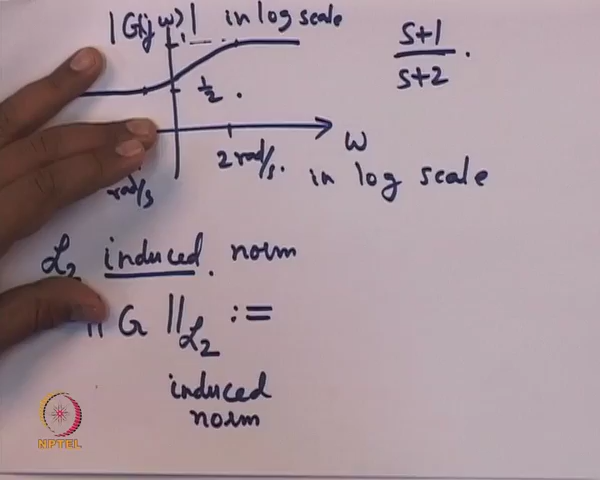 |G(jω)| in log scale
s+1
s+2 .
1/2 .
ω
rad/s
2 rad/s.
in log scale
ℒ2 induced norm
|| G ||ℒ2 :=
induced
norm
NPTEL